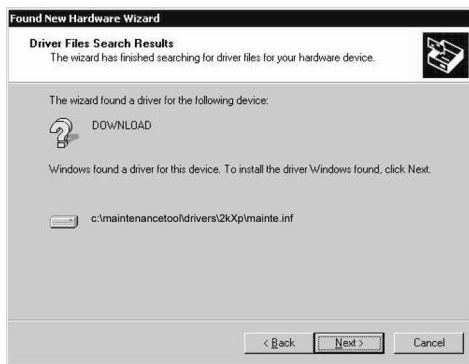 Found New Hardware Wizard
Driver Files Search Results
The wizard has finished searching for driver files for your hardware device.
The wizard found a driver for the following device:
DOWNLOAD
Windows found a driver for this device. To install the driver Windows found, click Next.
c:\maintenancetool\drivers\2kXp\mainte.inf
< Back Next > Cancel